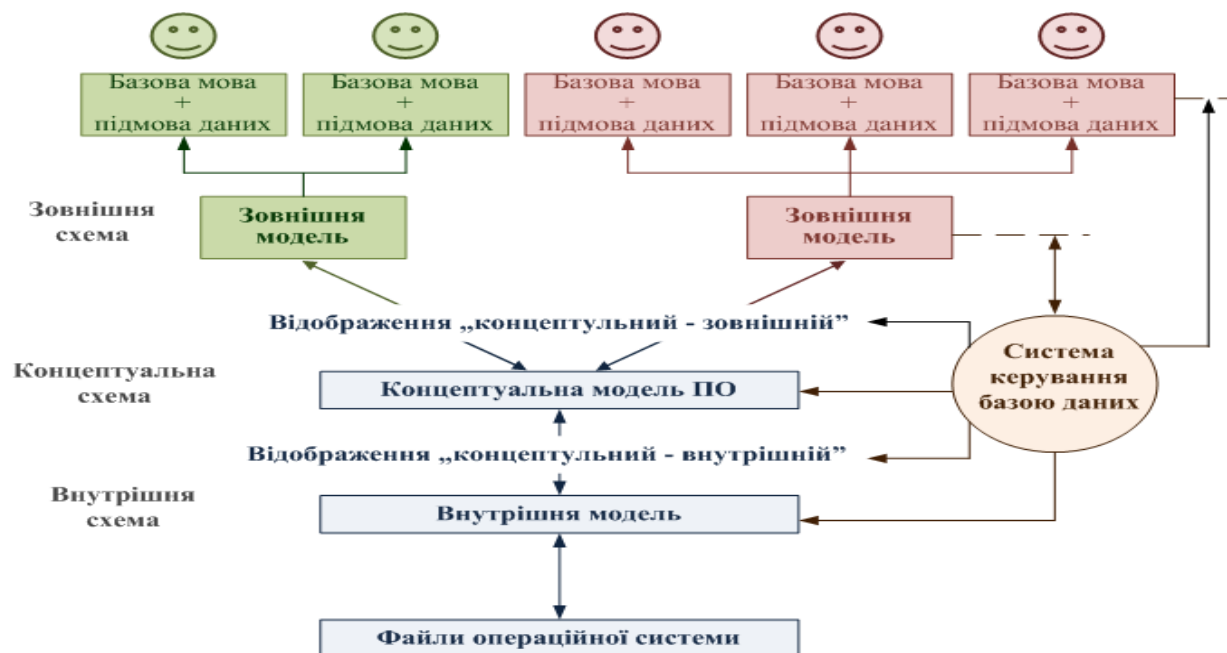 Базова мова
+
підмова даних
Базова мова
+
підмова даних
Базова мова
+
підмова даних
Базова мова
+
підмова даних
Базова мова
+
підмова даних
Зовнішня
схема
Зовнішня
модель
Зовнішня
модель
Відображення „концептульний - зовнішній”
Концептуальна
схема
Концептуальна модель ПО
Система
керування
базою даних
Відображення „концептульний - внутрішній”
Внутрішня
схема
Внутрішня модель
Файли операційної системи